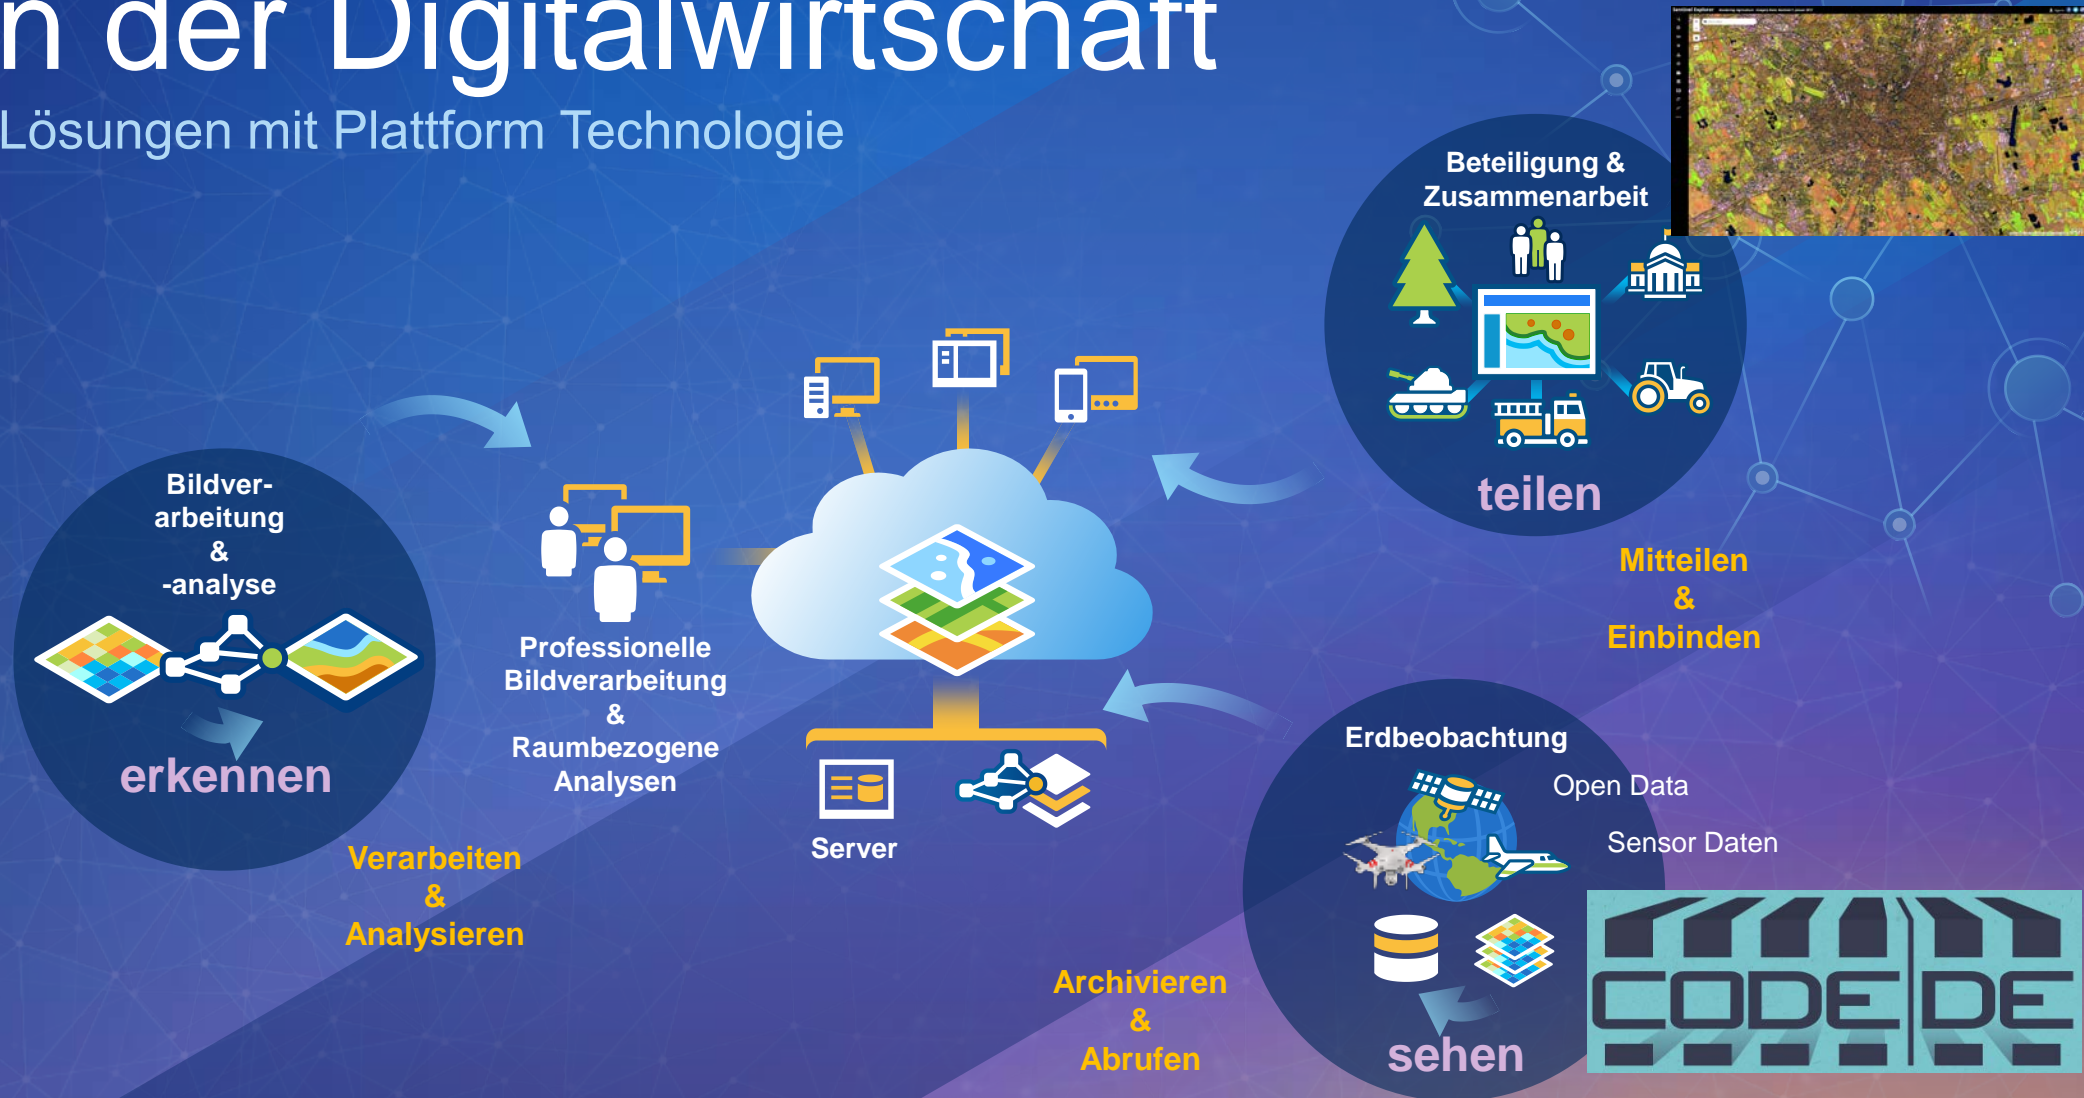 n der Digitalwirtschaft
Lösungen mit Plattform Technologie
Beteiligung &
Zusammenarbeit
teilen
Mitteilen
&
Einbinden
Bildver-
arbeitung
&
-analyse
erkennen
Verarbeiten
&
Analysieren
Professionelle
Bildverarbeitung
&
Raumbezogene
Analysen
Server
Erdbeobachtung
Open Data
Sensor Daten
sehen
Archivieren
&
Abrufen
CODE DE